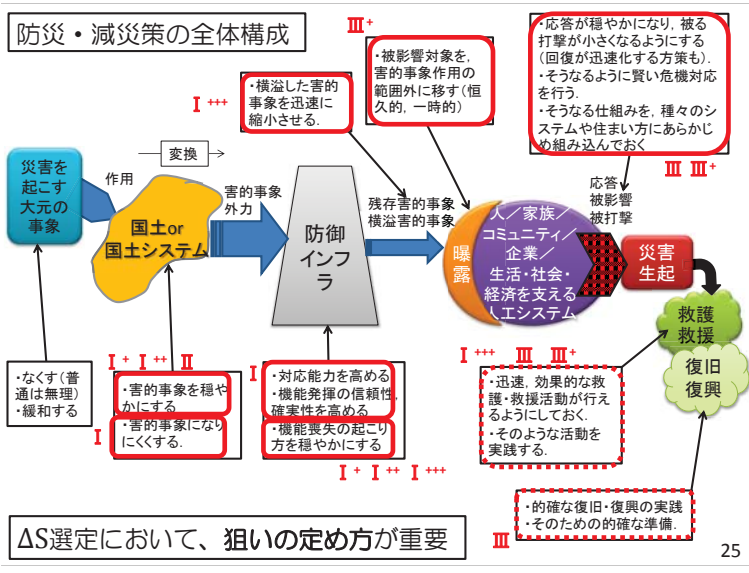 防災・減災策の全体構成
Ⅲ⁺
・被影響対象を,
害的事象作用の
範囲外に移す(恒
久的, 一時的)
・応答が穏やかになり, 被る
打撃が小さくなるようにする
(回復が迅速化する方策も).
・そうなるように賢い危機対応
を行う.
・そうなる仕組みを, 種々のシ
ステムや住まい方にあらかじ
め組み込んでおく
Ⅲ Ⅲ⁺
Ⅰ⁺⁺⁺
・横溢した害的
事象を迅速に
縮小させる.
変換
災害を
起こす
大元の
事象
作用
国土or
国土システム
害的事象
外力
防御
インフ
ラ
残存害的事象
横溢害的事象
曝
露
人/家族/
コミュニティ/
企業/
生活・社会・
経済を支える
人工システム
応答
被影響
被打撃
災害
生起
救護
救援
復旧
復興
・なくす(普
通は無理)
・緩和する
Ⅰ⁺ Ⅰ⁺⁺ Ⅱ
・害的事象を穏や
かにする
Ⅰ
・害的事象になり
にくくする.
Ⅰ
・対応能力を高める
・機能発揮の信頼性,
確実性を高める
・機能喪失の起こり
方を穏やかにする
Ⅰ⁺ Ⅰ⁺⁺ Ⅰ⁺⁺⁺
Ⅰ⁺⁺⁺ Ⅲ Ⅲ⁺
・迅速, 効果的な救
護・救援活動が行え
るようにしておく.
・そのような活動を
実践する.
・的確な復旧・復興の実践
・そのための的確な準備.
Ⅲ
ΔS選定において、狙いの定め方が重要
25